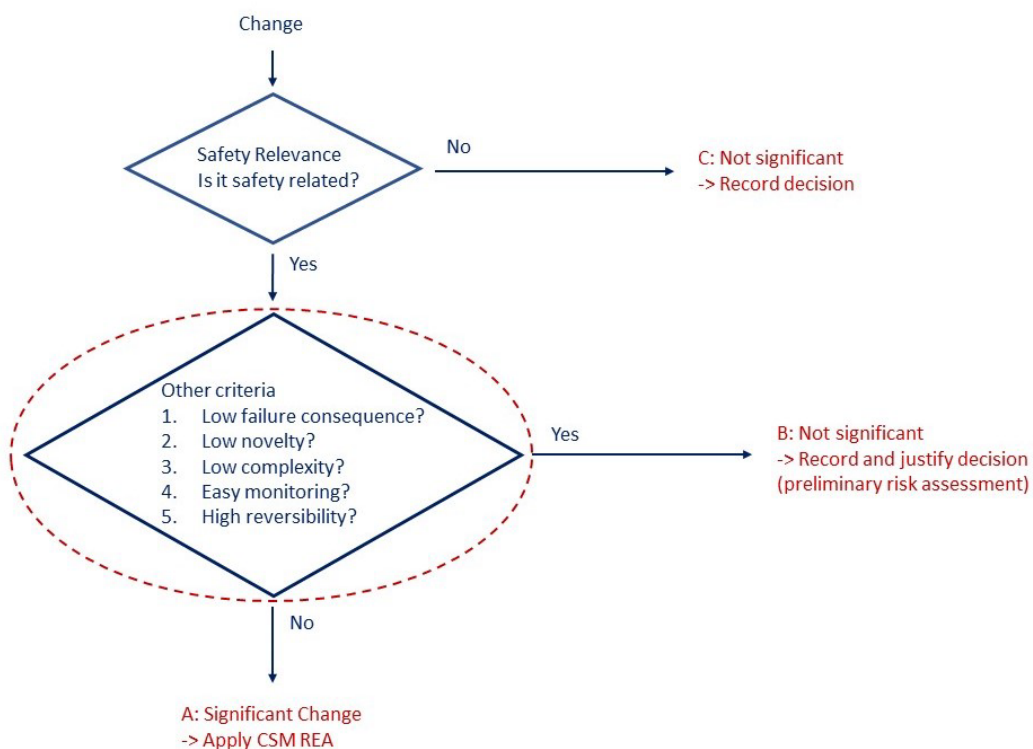 Change
Safety Relevance
Is it safety related?
No
C: Not significant
-> Record decision
Yes
Other criteria
1. Low failure consequence?
2. Low novelty?
3. Low complexity?
4. Easy monitoring?
5. High reversibility?
Yes
B: Not significant
-> Record and justify decision
(preliminary risk assessment)
No
A: Significant Change
-> Apply CSM REA